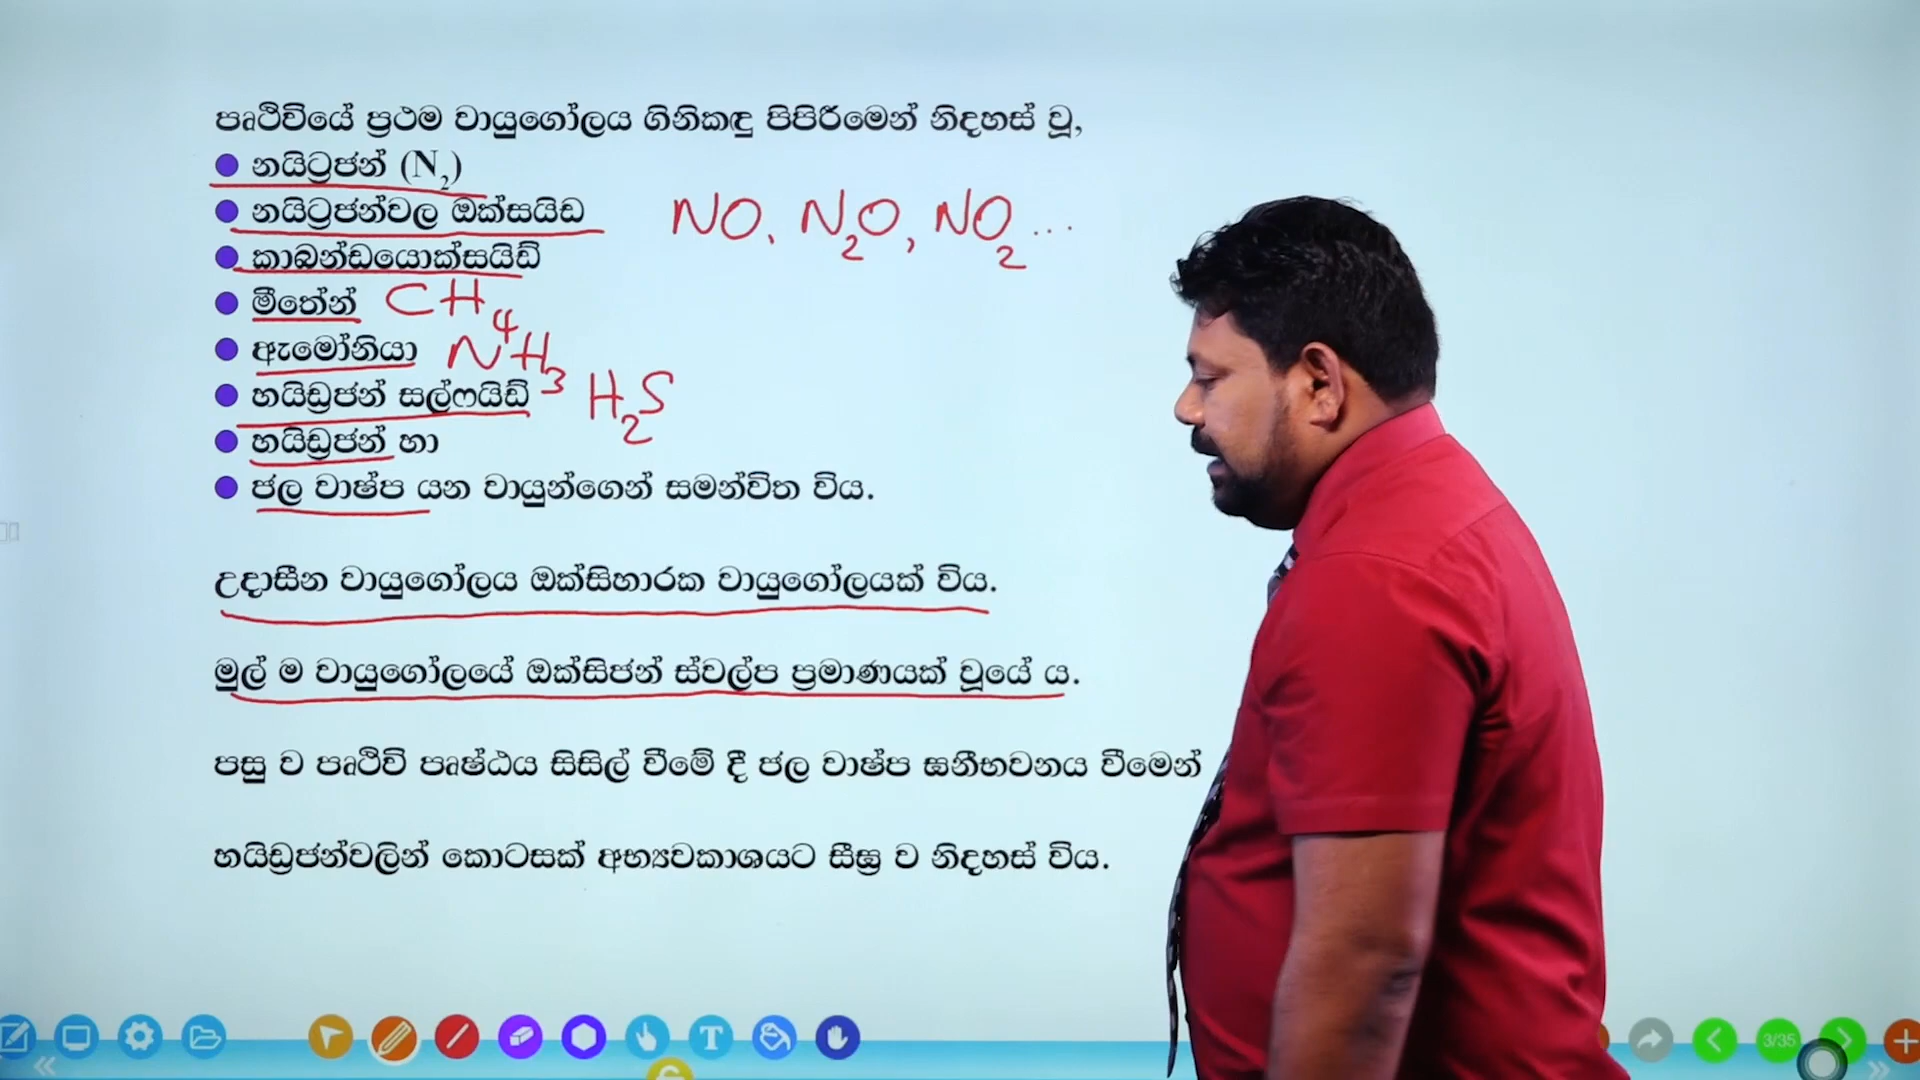 පෘථිවියේ ප්‍රථම වායුගෝලය ගිනිකඳු පිපිරීමෙන් නිදහස් වූ,
● නයිට්‍රජන් (N₂)
● නයිට්‍රජන්වල ඔක්සයිඩ NO, N₂O, NO₂ ...
● කාබන්ඩයොක්සයිඩ්
● මීතේන් CH₄
● ඇමෝනියා NH₃
● හයිඩ්‍රජන් සල්ෆයිඩ් H₂S
● හයිඩ්‍රජන් හා
● ජල වාෂ්ප යන වායුන්ගෙන් සමන්විත විය.
උදාසීන වායුගෝලය ඔක්සිහාරක වායුගෝලයක් විය.
මුල් ම වායුගෝලයේ ඔක්සිජන් ස්වල්ප ප්‍රමාණයක් වූයේ ය.
පසු ව පෘථිවි පෘෂ්ඨය සිසිල් වීමේ දී ජල වාෂ්ප ඝනීභවනය වීමෙන්
හයිඩ්‍රජන්වලින් කොටසක් අභ්‍යවකාශයට සීඝ්‍ර ව නිදහස් විය.
T
3/35